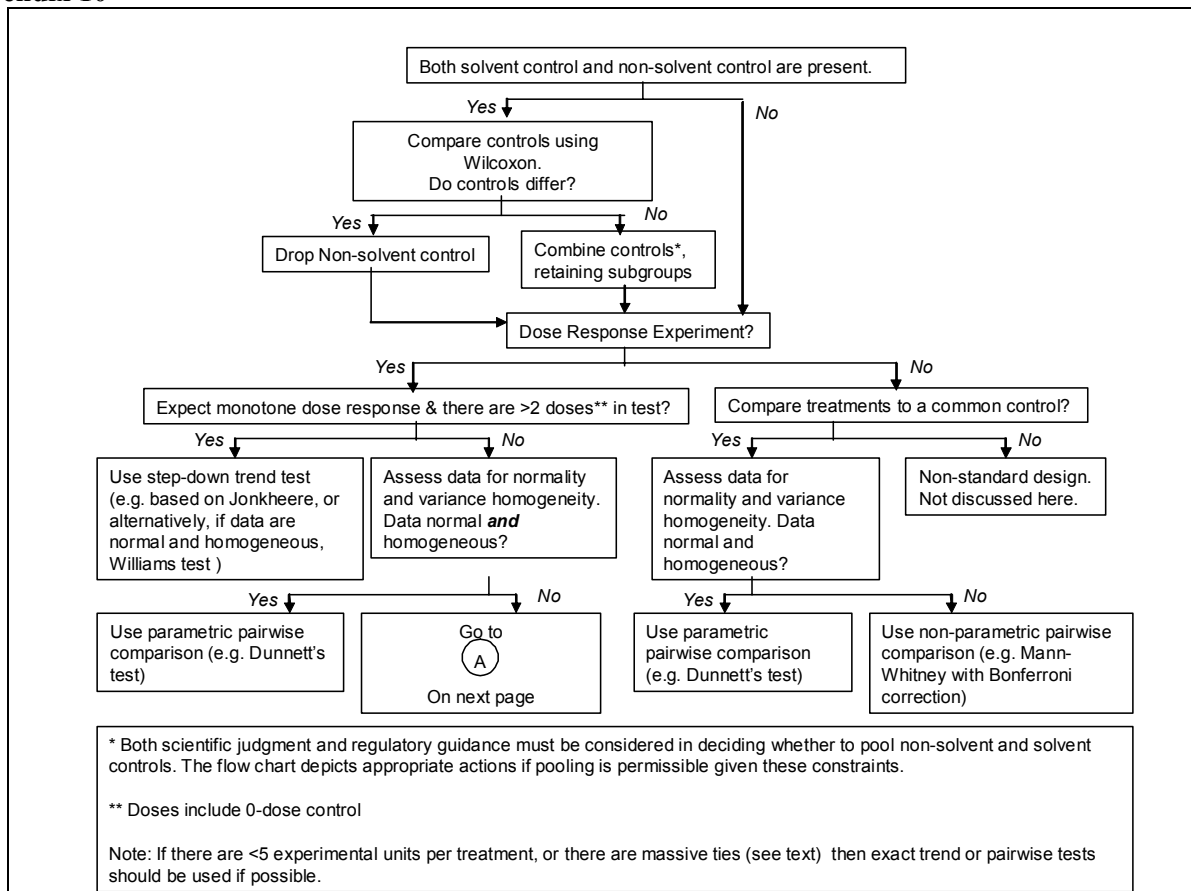 Both solvent control and non-solvent control are present.
Yes
No
Compare controls using
Wilcoxon.
Do controls differ?
Yes
No
Drop Non-solvent control
Combine controls*,
retaining subgroups
Dose Response Experiment?
Yes
No
Expect monotone dose response & there are >2 doses** in test?
Compare treatments to a common control?
Yes
No
Yes
No
Use step-down trend test
(e.g. based on Jonkheere, or
alternatively, if data are
normal and homogeneous,
Williams test )
Assess data for normality
and variance homogeneity.
Data normal and
homogeneous?
Assess data for
normality and variance
homogeneity. Data
normal and
homogeneous?
Non-standard design.
Not discussed here.
Yes
No
Yes
No
Use parametric pairwise
comparison (e.g. Dunnett's
test)
Go to
A
On next page
Use parametric
pairwise comparison
(e.g. Dunnett's test)
Use non-parametric pairwise
comparison (e.g. Mann-
Whitney with Bonferroni
correction)
* Both scientific judgment and regulatory guidance must be considered in deciding whether to pool non-solvent and solvent
controls. The flow chart depicts appropriate actions if pooling is permissible given these constraints.
** Doses include 0-dose control
Note: If there are <5 experimental units per treatment, or there are massive ties (see text) then exact trend or pairwise tests
should be used if possible.